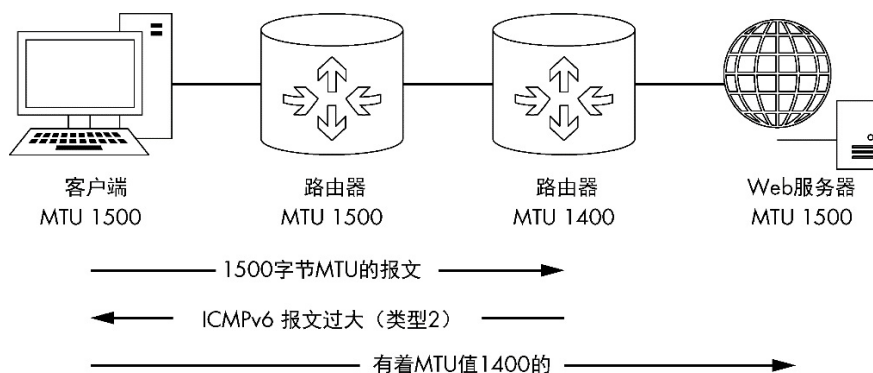 客户端
MTU 1500
路由器
MTU 1500
路由器
MTU 1400
Web服务器
MTU 1500
1500字节MTU的报文
ICMPv6 报文过大（类型2）
有着MTU值1400的